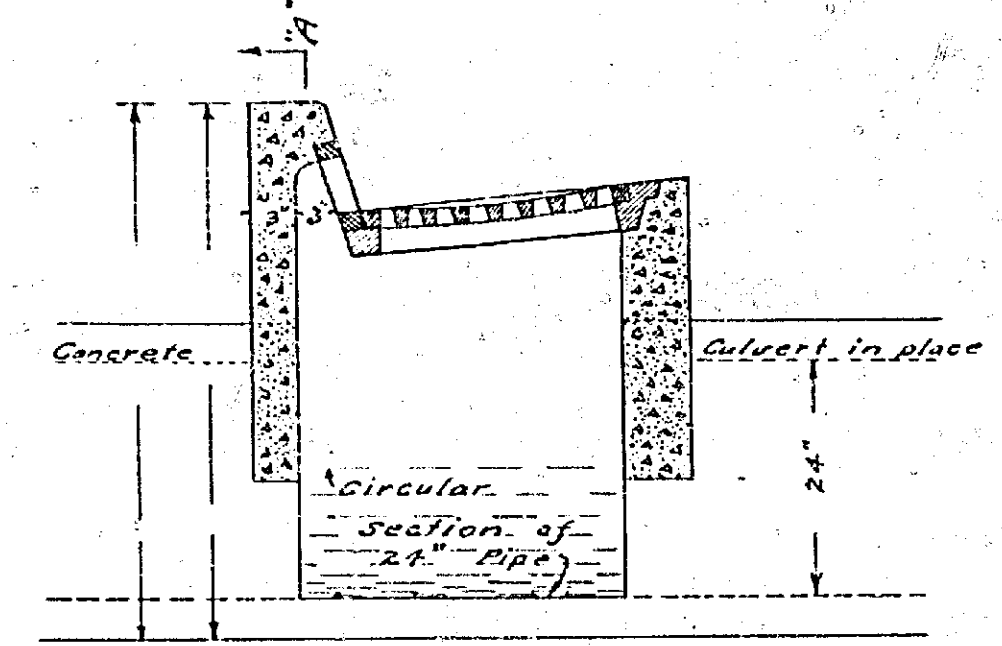 "A"
3" 3"
Concrete
Culvert in place
24"
Circular
section of
24" Pipe